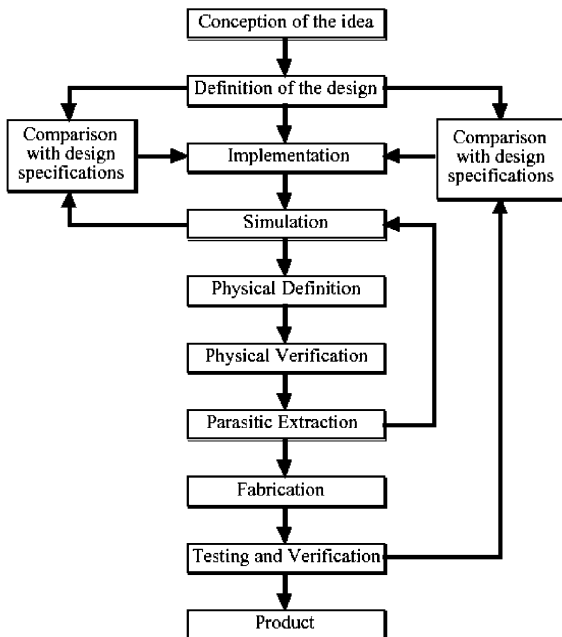 Conception of the idea
Definition of the design
Comparison
with design
specifications
Implementation
Comparison
with design
specifications
Simulation
Physical Definition
Physical Verification
Parasitic Extraction
Fabrication
Testing and Verification
Product